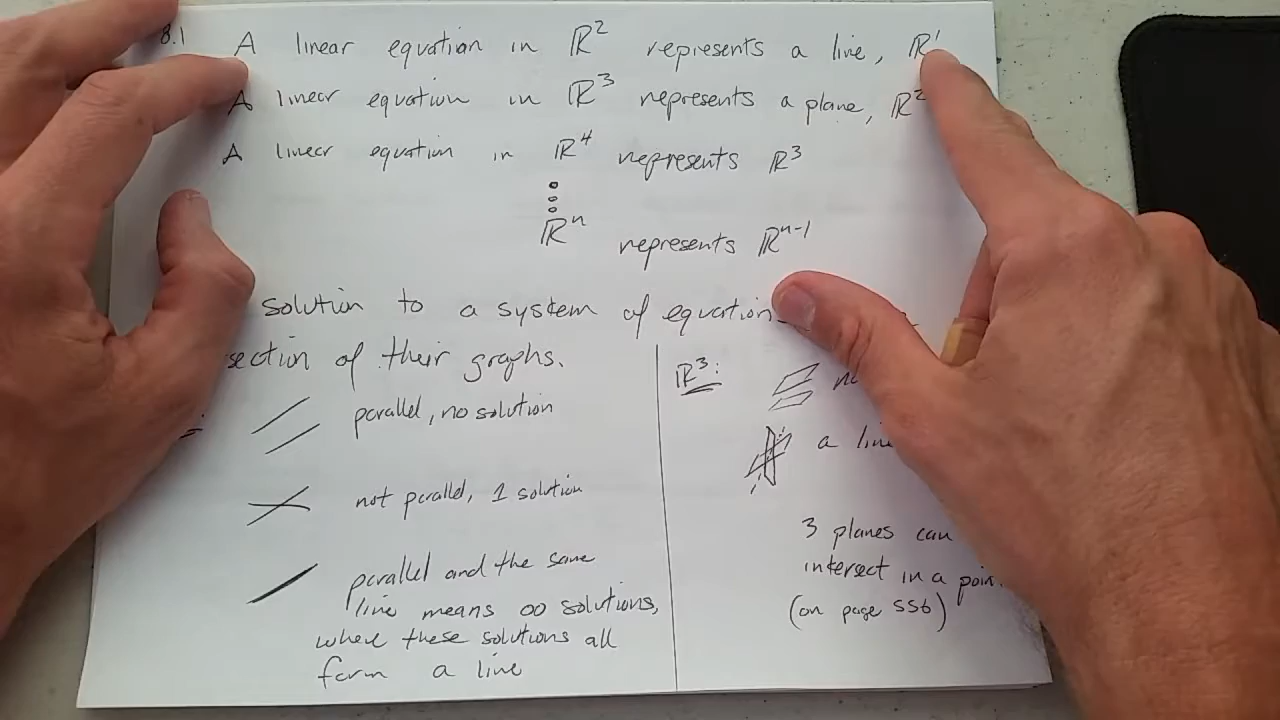 8.1 A linear equation in ℝ² represents a line, ℝ¹
A linear equation in ℝ³ represents a plane, ℝ²
A linear equation in ℝ⁴ represents ℝ³
⋮
ℝⁿ represents ℝⁿ⁻¹
solution to a system of equation
section of their graphs.
parallel, no solution
not parallel, 1 solution
parallel and the same
line means ∞ solutions,
where these solutions all
form a line
ℝ³:
a line
3 planes can
intersect in a poin
(on page 556)